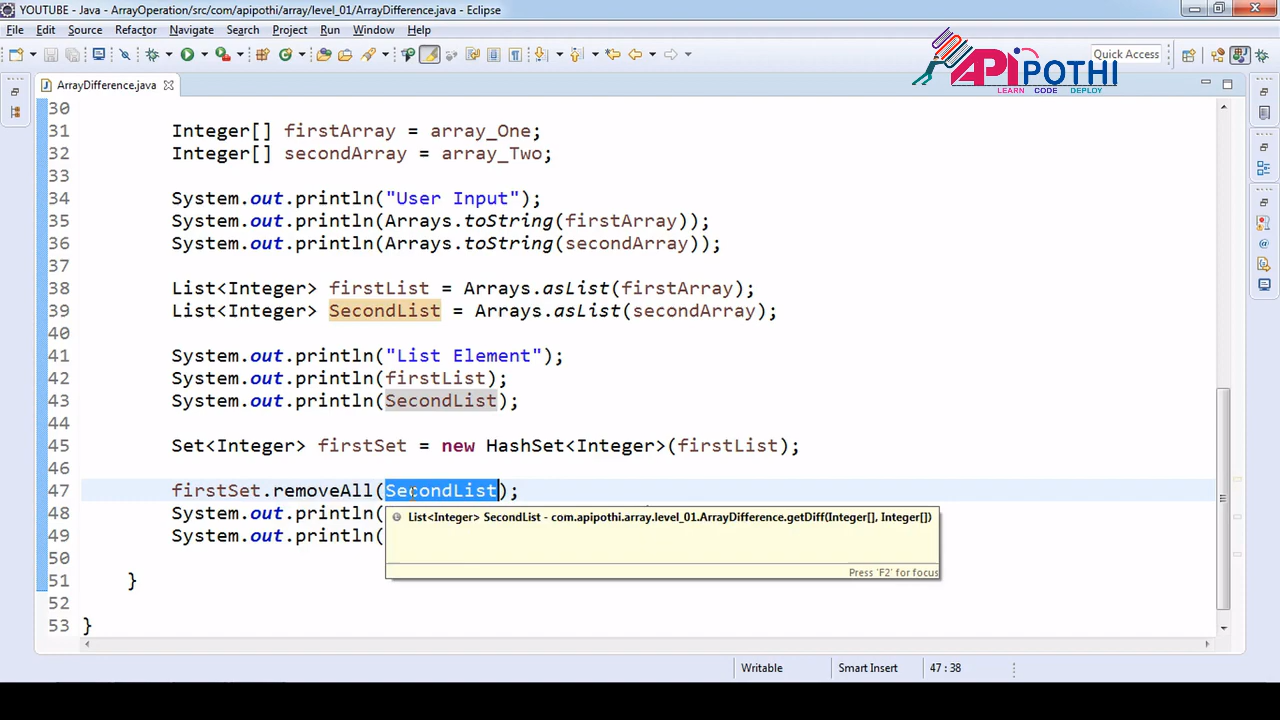 YOUTUBE - Java - ArrayOperation/src/com/apipothi/array/level_01/ArrayDifference.java - Eclipse
File Edit Source Refactor Navigate Search Project Run Window Help
Quick Access
APIPOTHI
LEARN CODE DEPLOY
ArrayDifference.java
30
31 Integer[] firstArray = array_One;
32 Integer[] secondArray = array_Two;
33
34 System.out.println("User Input");
35 System.out.println(Arrays.toString(firstArray));
36 System.out.println(Arrays.toString(secondArray));
37
38 List<Integer> firstList = Arrays.asList(firstArray);
39 List<Integer> SecondList = Arrays.asList(secondArray);
40
41 System.out.println("List Element");
42 System.out.println(firstList);
43 System.out.println(SecondList);
44
45 Set<Integer> firstSet = new HashSet<Integer>(firstList);
46
47 firstSet.removeAll(SecondList);
48 System.out.println(
49 System.out.println(
List<Integer> SecondList - com.apipothi.array.level_01.ArrayDifference.getDiff(Integer[], Integer[])
Press 'F2' for focus
50
51 }
52
53 }
Writable Smart Insert 47 : 38